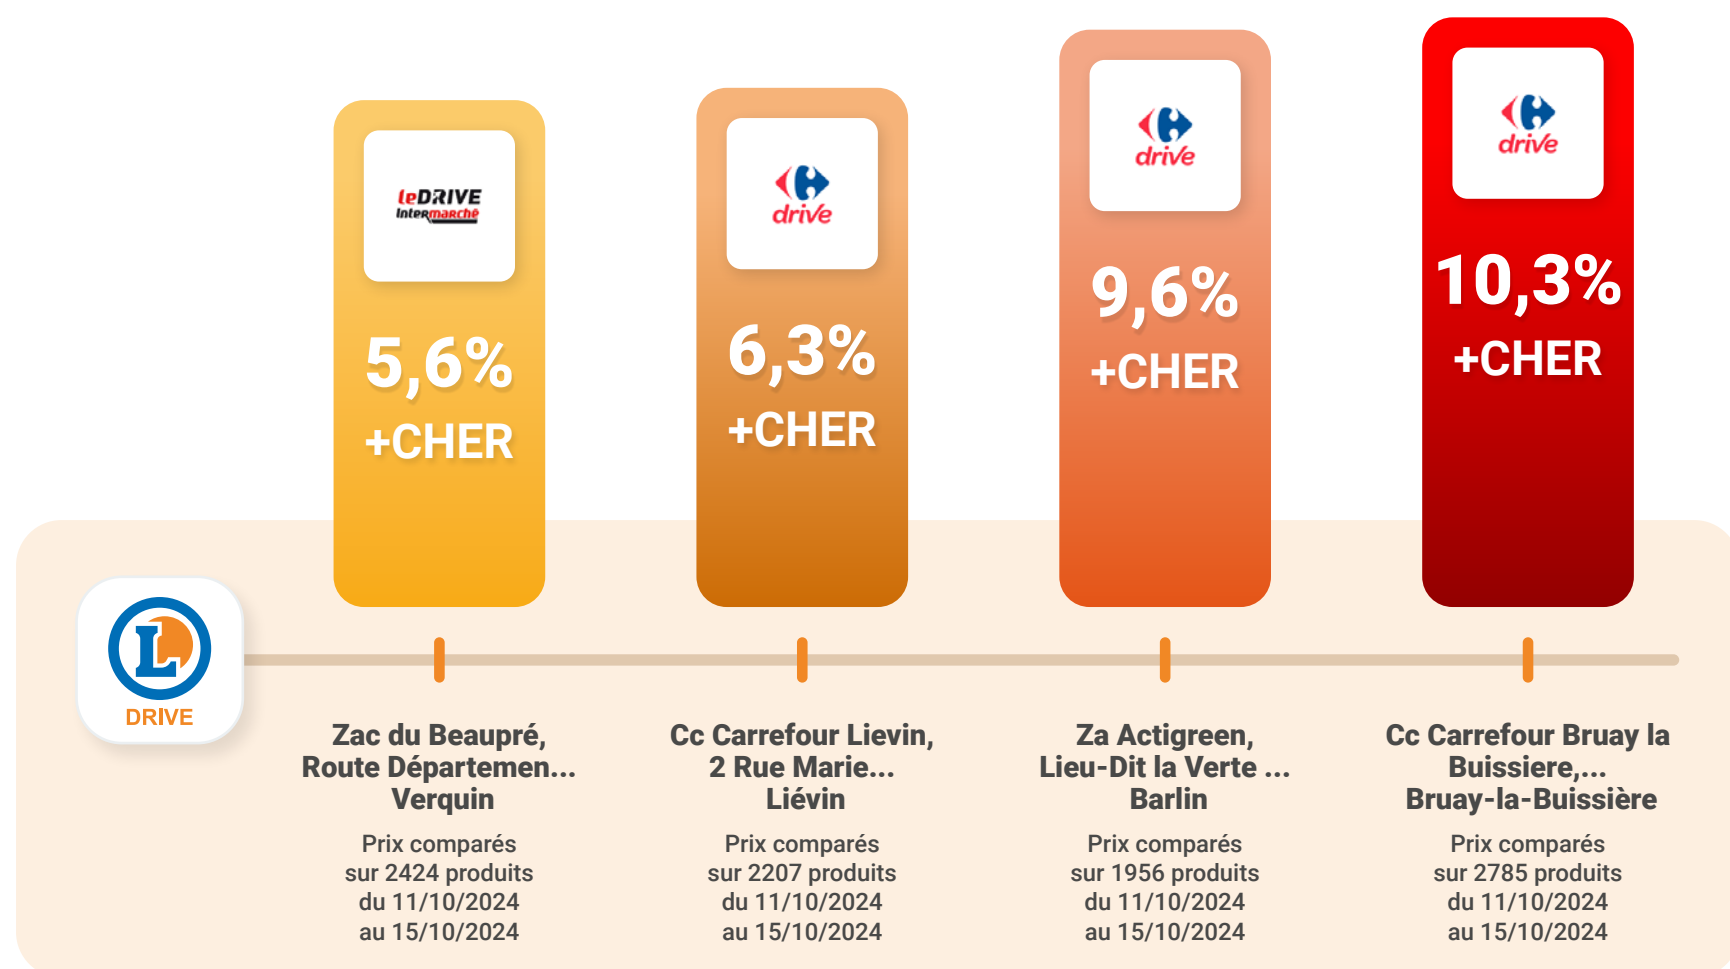 leDRIVE
Intermarché
5,6%
+CHER
drive
6,3%
+CHER
drive
9,6%
+CHER
drive
10,3%
+CHER
L
DRIVE
Zac du Beaupré,
Route Départemen...
Verquin
Prix comparés
sur 2424 produits
du 11/10/2024
au 15/10/2024
Cc Carrefour Lievin,
2 Rue Marie...
Liévin
Prix comparés
sur 2207 produits
du 11/10/2024
au 15/10/2024
Za Actigreen,
Lieu-Dit la Verte ...
Barlin
Prix comparés
sur 1956 produits
du 11/10/2024
au 15/10/2024
Cc Carrefour Bruay la
Buissiere,...
Bruay-la-Buissière
Prix comparés
sur 2785 produits
du 11/10/2024
au 15/10/2024